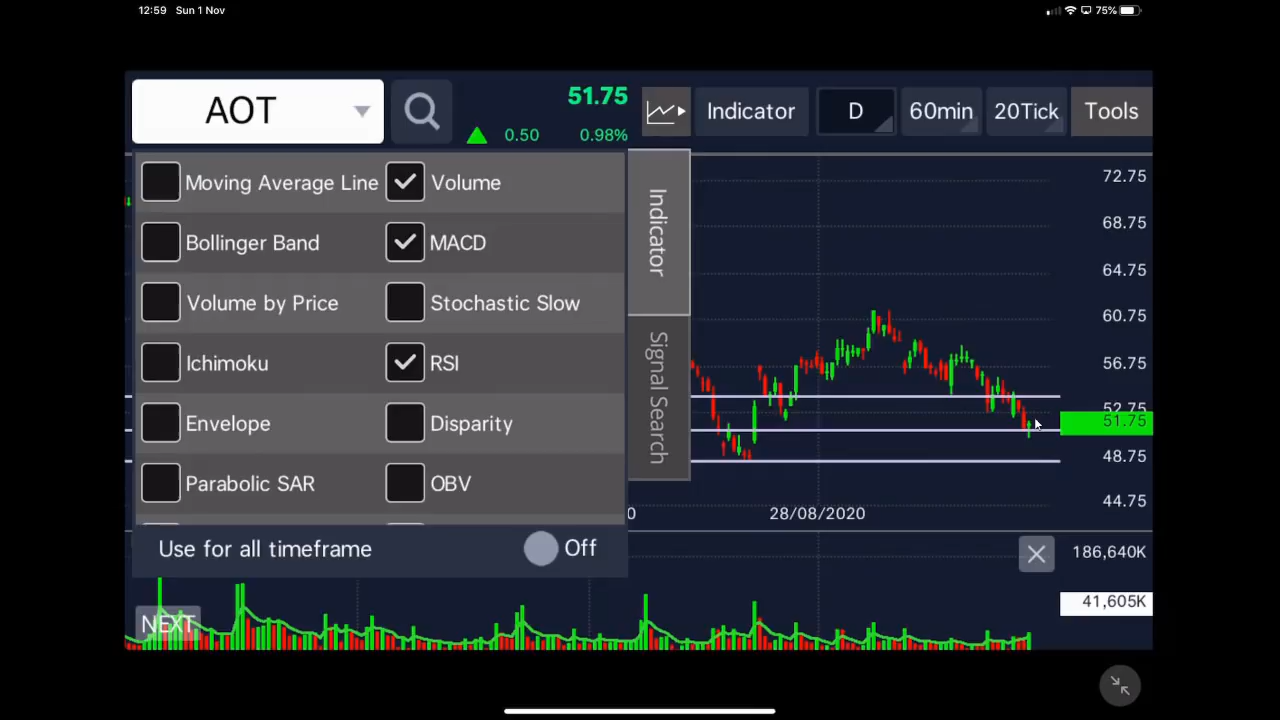 12:59 Sun 1 Nov
75%
AOT
51.75
0.50 0.98%
Indicator
D
60min
20Tick
Tools
Moving Average Line
Volume
Bollinger Band
MACD
Volume by Price
Stochastic Slow
Ichimoku
RSI
Envelope
Disparity
Parabolic SAR
OBV
Use for all timeframe
Off
Indicator
Signal Search
72.75
68.75
64.75
60.75
56.75
52.75
51.75
48.75
44.75
0
28/08/2020
186,640K
41,605K
NEXT